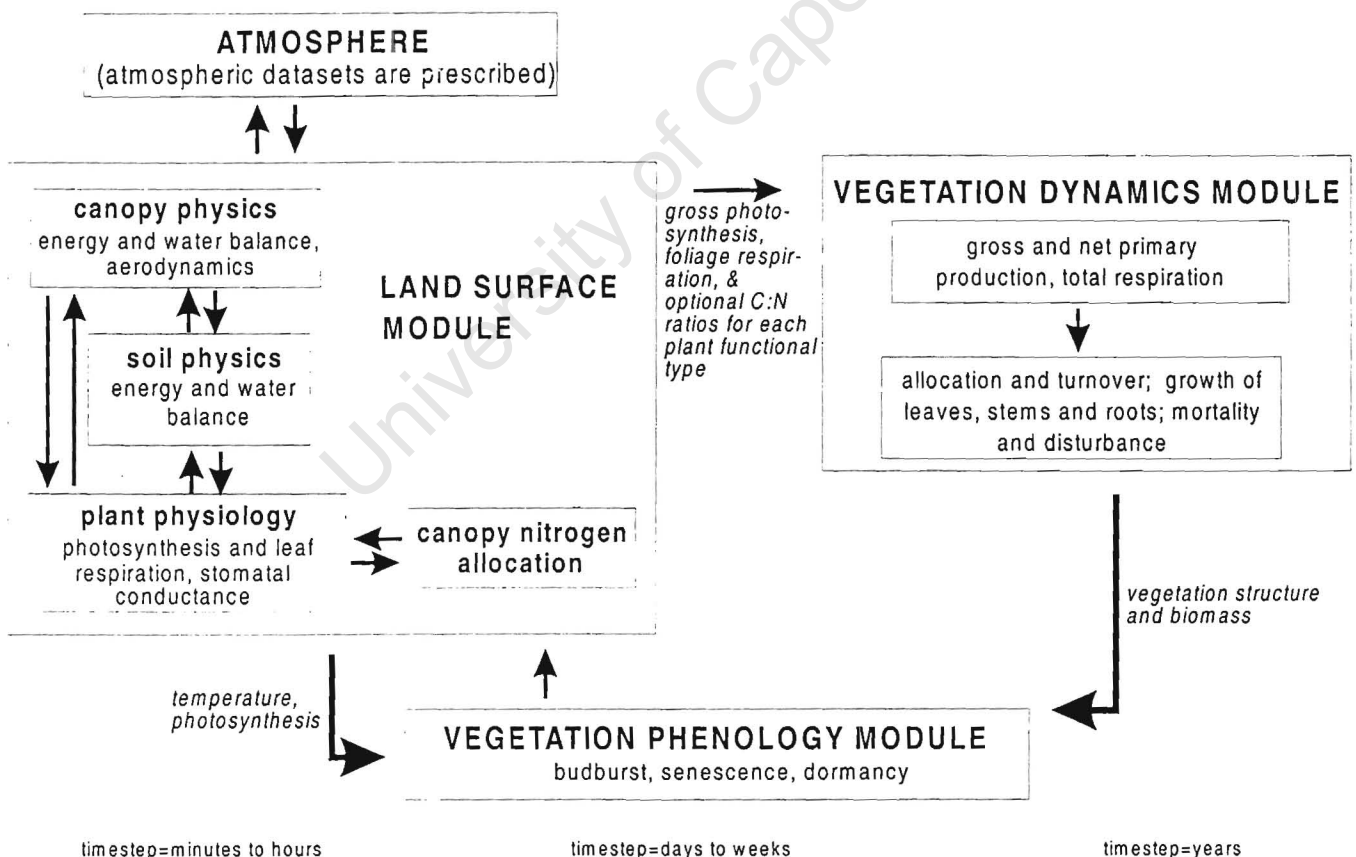 ATMOSPHERE
(atmospheric datasets are prescribed)
canopy physics
energy and water balance,
aerodynamics
soil physics
energy and water
balance
plant physiology
photosynthesis and leaf
respiration, stomatal
conductance
LAND SURFACE
MODULE
canopy nitrogen
allocation
gross photo-
synthesis,
foliage respir-
ation, &
optional C:N
ratios for each
plant functional
type
VEGETATION DYNAMICS MODULE
gross and net primary
production, total respiration
allocation and turnover; growth of
leaves, stems and roots; mortality
and disturbance
vegetation structure
and biomass
temperature,
photosynthesis
VEGETATION PHENOLOGY MODULE
budburst, senescence, dormancy
timestep=minutes to hours
timestep=days to weeks
timestep=years
University of Cape